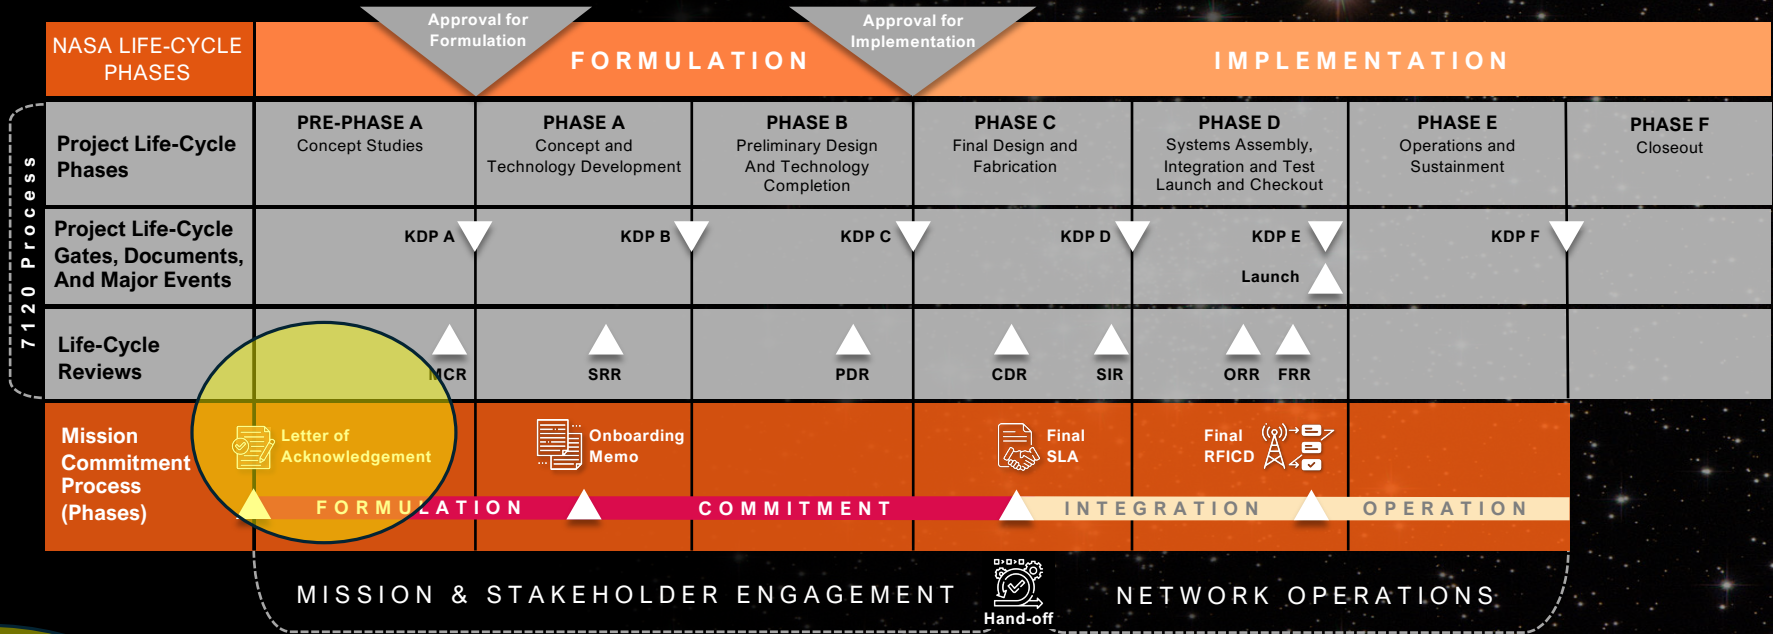 Approval for
Formulation
Approval for
Implementation
NASA LIFE-CYCLE
PHASES
FORMULATION
IMPLEMENTATION
7120 Process
Project Life-Cycle
Phases
PRE-PHASE A
Concept Studies
PHASE A
Concept and
Technology Development
PHASE B
Preliminary Design
And Technology
Completion
PHASE C
Final Design and
Fabrication
PHASE D
Systems Assembly,
Integration and Test
Launch and Checkout
PHASE E
Operations and
Sustainment
PHASE F
Closeout
Project Life-Cycle
Gates, Documents,
And Major Events
KDP A
KDP B
KDP C
KDP D
KDP E
Launch
KDP F
Life-Cycle
Reviews
MCR
SRR
PDR
CDR
SIR
ORR
FRR
Mission
Commitment
Process
(Phases)
Letter of
Acknowledgement
Onboarding
Memo
Final
SLA
Final
RFICD
FORMULATION
COMMITMENT
INTEGRATION
OPERATION
MISSION & STAKEHOLDER ENGAGEMENT
Hand-off
NETWORK OPERATIONS